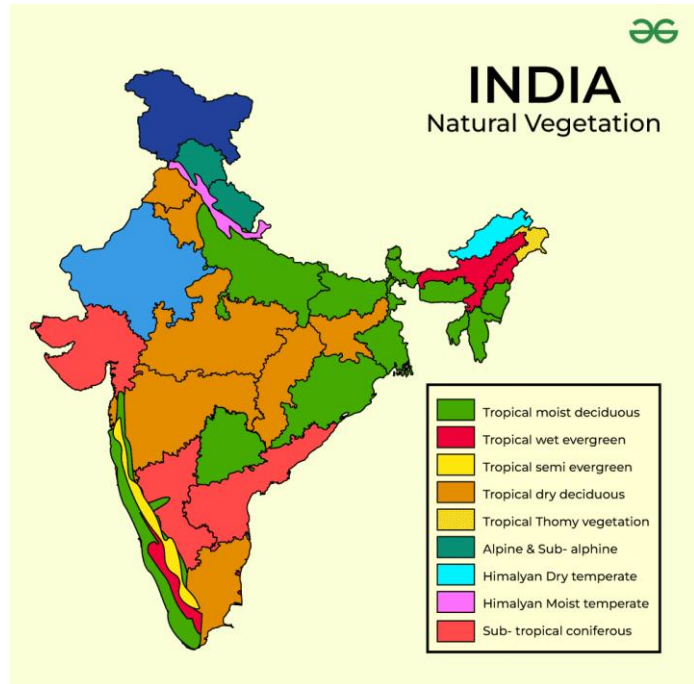 INDIA
Natural Vegetation
Tropical moist deciduous
Tropical wet evergreen
Tropical semi evergreen
Tropical dry deciduous
Tropical Thomy vegetation
Alpine & Sub- alphine
Himalyan Dry temperate
Himalyan Moist temperate
Sub- tropical coniferous